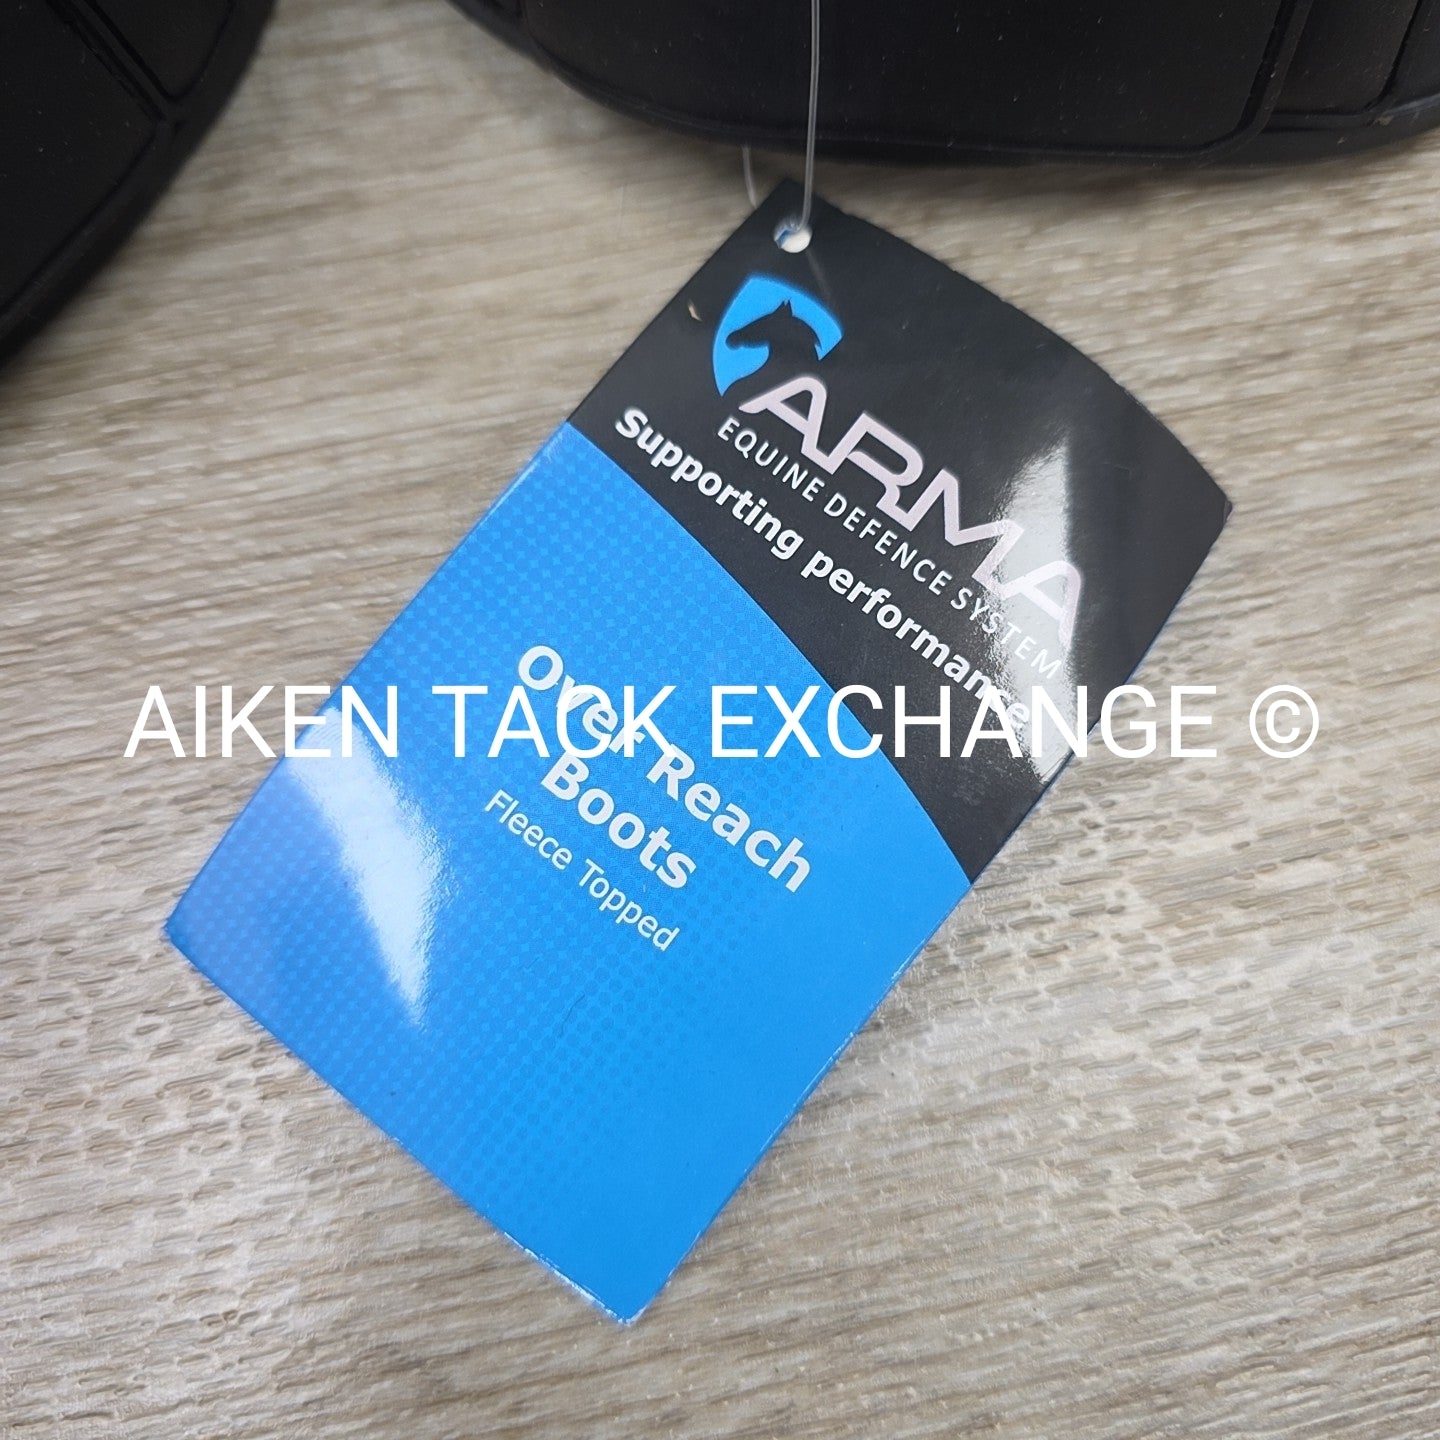 ARMA
EQUINE DEFENCE SYSTEM
Supporting performance
AIKEN TACK EXCHANGE ©
Over Reach
Boots
Fleece Topped